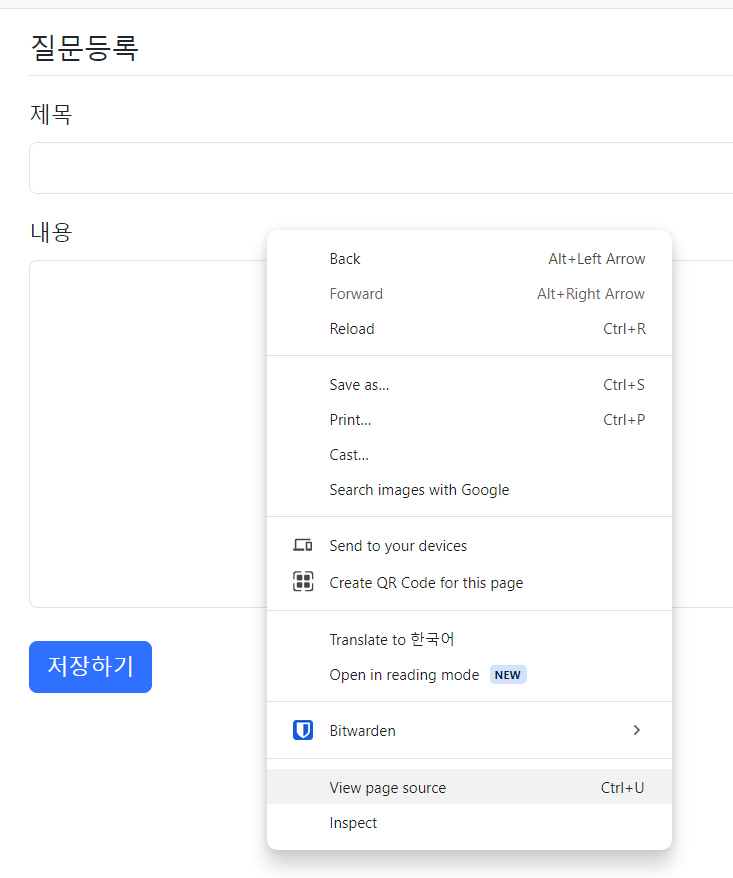 질문등록
제목
내용
Back Alt+Left Arrow
Forward Alt+Right Arrow
Reload Ctrl+R
Save as... Ctrl+S
Print... Ctrl+P
Cast...
Search images with Google
Send to your devices
Create QR Code for this page
Translate to 한국어
Open in reading mode NEW
저장하기
Bitwarden
View page source Ctrl+U
Inspect